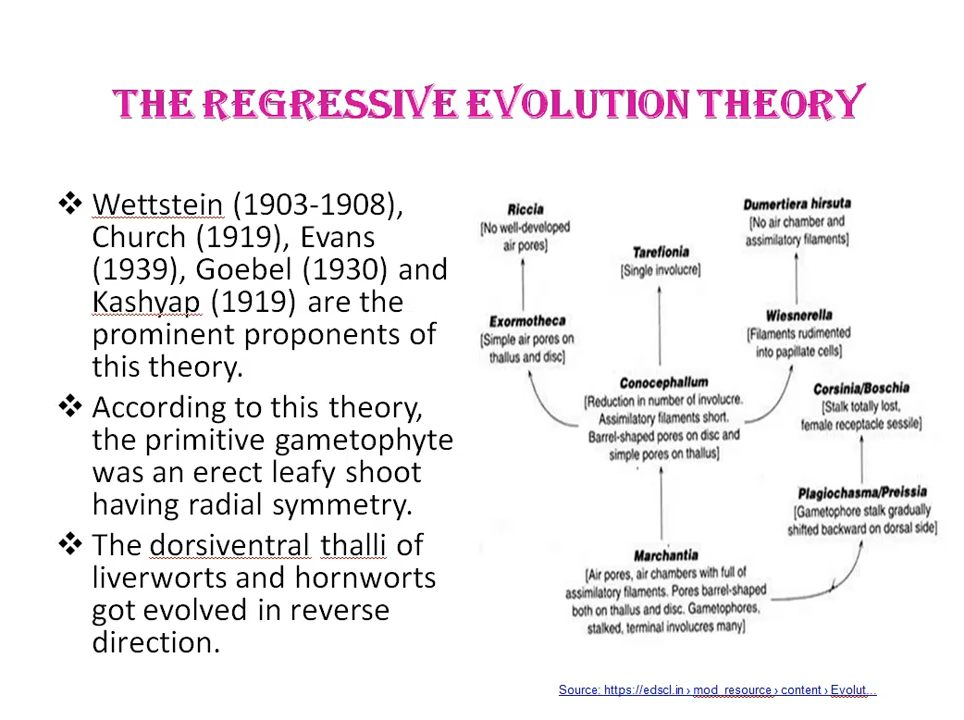 THE REGRESSIVE EVOLUTION THEORY
❖ Wettstein (1903-1908),
Church (1919), Evans
(1939), Goebel (1930) and
Kashyap (1919) are the
prominent proponents of
this theory.
❖ According to this theory,
the primitive gametophyte
was an erect leafy shoot
having radial symmetry.
❖ The dorsiventral thalli of
liverworts and hornworts
got evolved in reverse
direction.
Riccia
[No well-developed
air pores]
Tarefionia
[Single involucre]
Dumertiera hirsuta
[No air chamber and
assimilatory filaments]
Exormotheca
[Simple air pores on
thallus and disc]
Wiesnerella
[Filaments rudimented
into papillate cells]
Conocephallum
[Reduction in number of involucre.
Assimilatory filaments short.
Barrel-shaped pores on disc and
simple pores on thallus]
Corsinia/Boschia
[Stalk totally lost,
female receptacle sessile]
Plagiochasma/Preissia
[Gametophore stalk gradually
shifted backward on dorsal side]
Marchantia
[Air pores, air chambers with full of
assimilatory filaments. Pores barrel-shaped
both on thallus and disc. Gametophores,
stalked, terminal involucres many]
Source: https://edscl.in › mod_resource › content › Evolut...